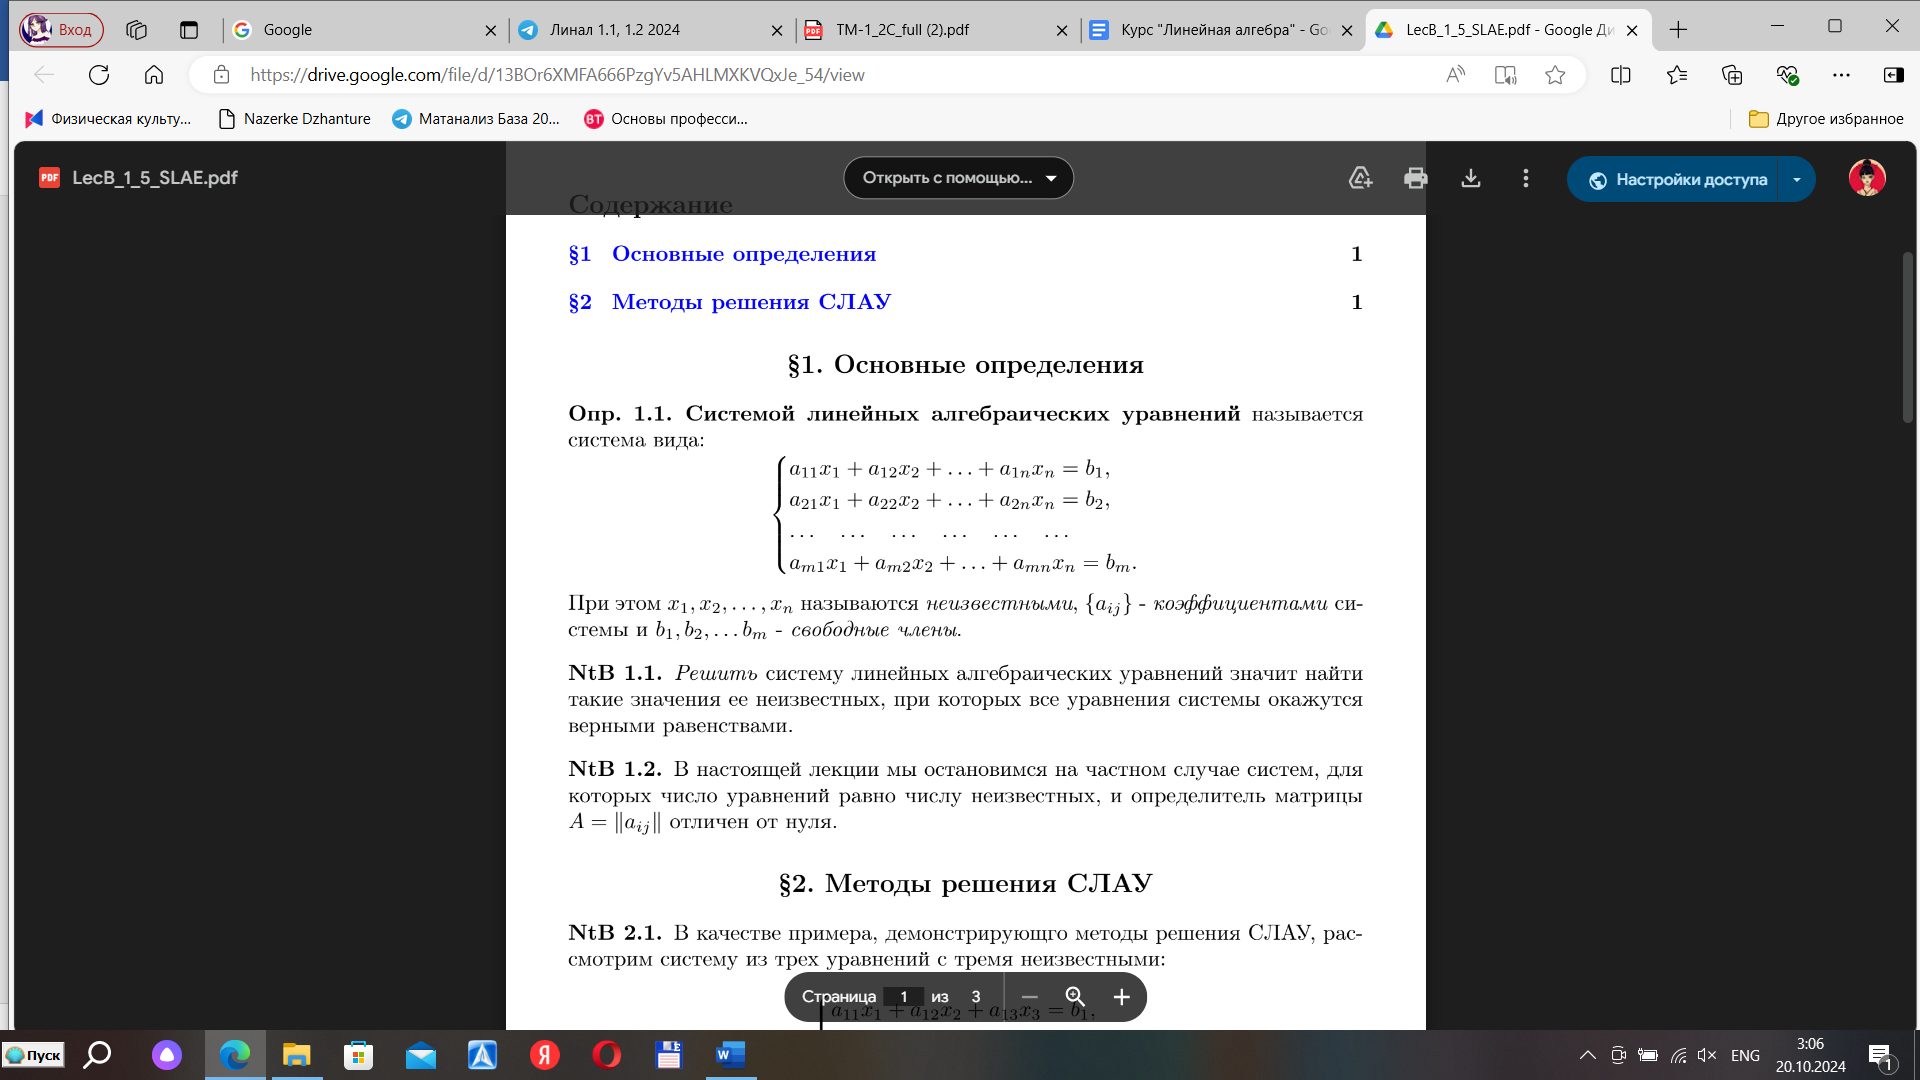 Вход
Google
Линал 1.1, 1.2 2024
ТМ-1_2C_full (2).pdf
Курс "Линейная алгебра" - Go
LecB_1_5_SLAE.pdf - Google Ди
https://drive.google.com/file/d/13BOr6XMFA666PzgYv5AHLMXKVQxJe_54/view
Физическая культу...
Nazerke Dzhanture
Матанализ База 20...
BT Основы професси...
Другое избранное
PDF LecB_1_5_SLAE.pdf
Открыть с помощью...
Настройки доступа
Содержание
§1 Основные определения 1
§2 Методы решения СЛАУ 1
§1. Основные определения
Опр. 1.1. Системой линейных алгебраических уравнений называется
система вида:
a11x1 + a12x2 + ... + a1nxn = b1,
a21x1 + a22x2 + ... + a2nxn = b2,
... ... ... ... ... ...
am1x1 + am2x2 + ... + amnxn = bm.
При этом x1, x2, ..., xn называются неизвестными, {aij} - коэффициентами си-
стемы и b1, b2, ... bm - свободные члены.
NtB 1.1. Решить систему линейных алгебраических уравнений значит найти
такие значения ее неизвестных, при которых все уравнения системы окажутся
верными равенствами.
NtB 1.2. В настоящей лекции мы остановимся на частном случае систем, для
которых число уравнений равно числу неизвестных, и определитель матрицы
A = ‖aij‖ отличен от нуля.
§2. Методы решения СЛАУ
NtB 2.1. В качестве примера, демонстрирующго методы решения СЛАУ, рас-
смотрим систему из трех уравнений с тремя неизвестными:
Страница 1 из 3
a11x1 + a12x2 + a13x3 = b1,
Пуск
ENG
3:06
20.10.2024
1